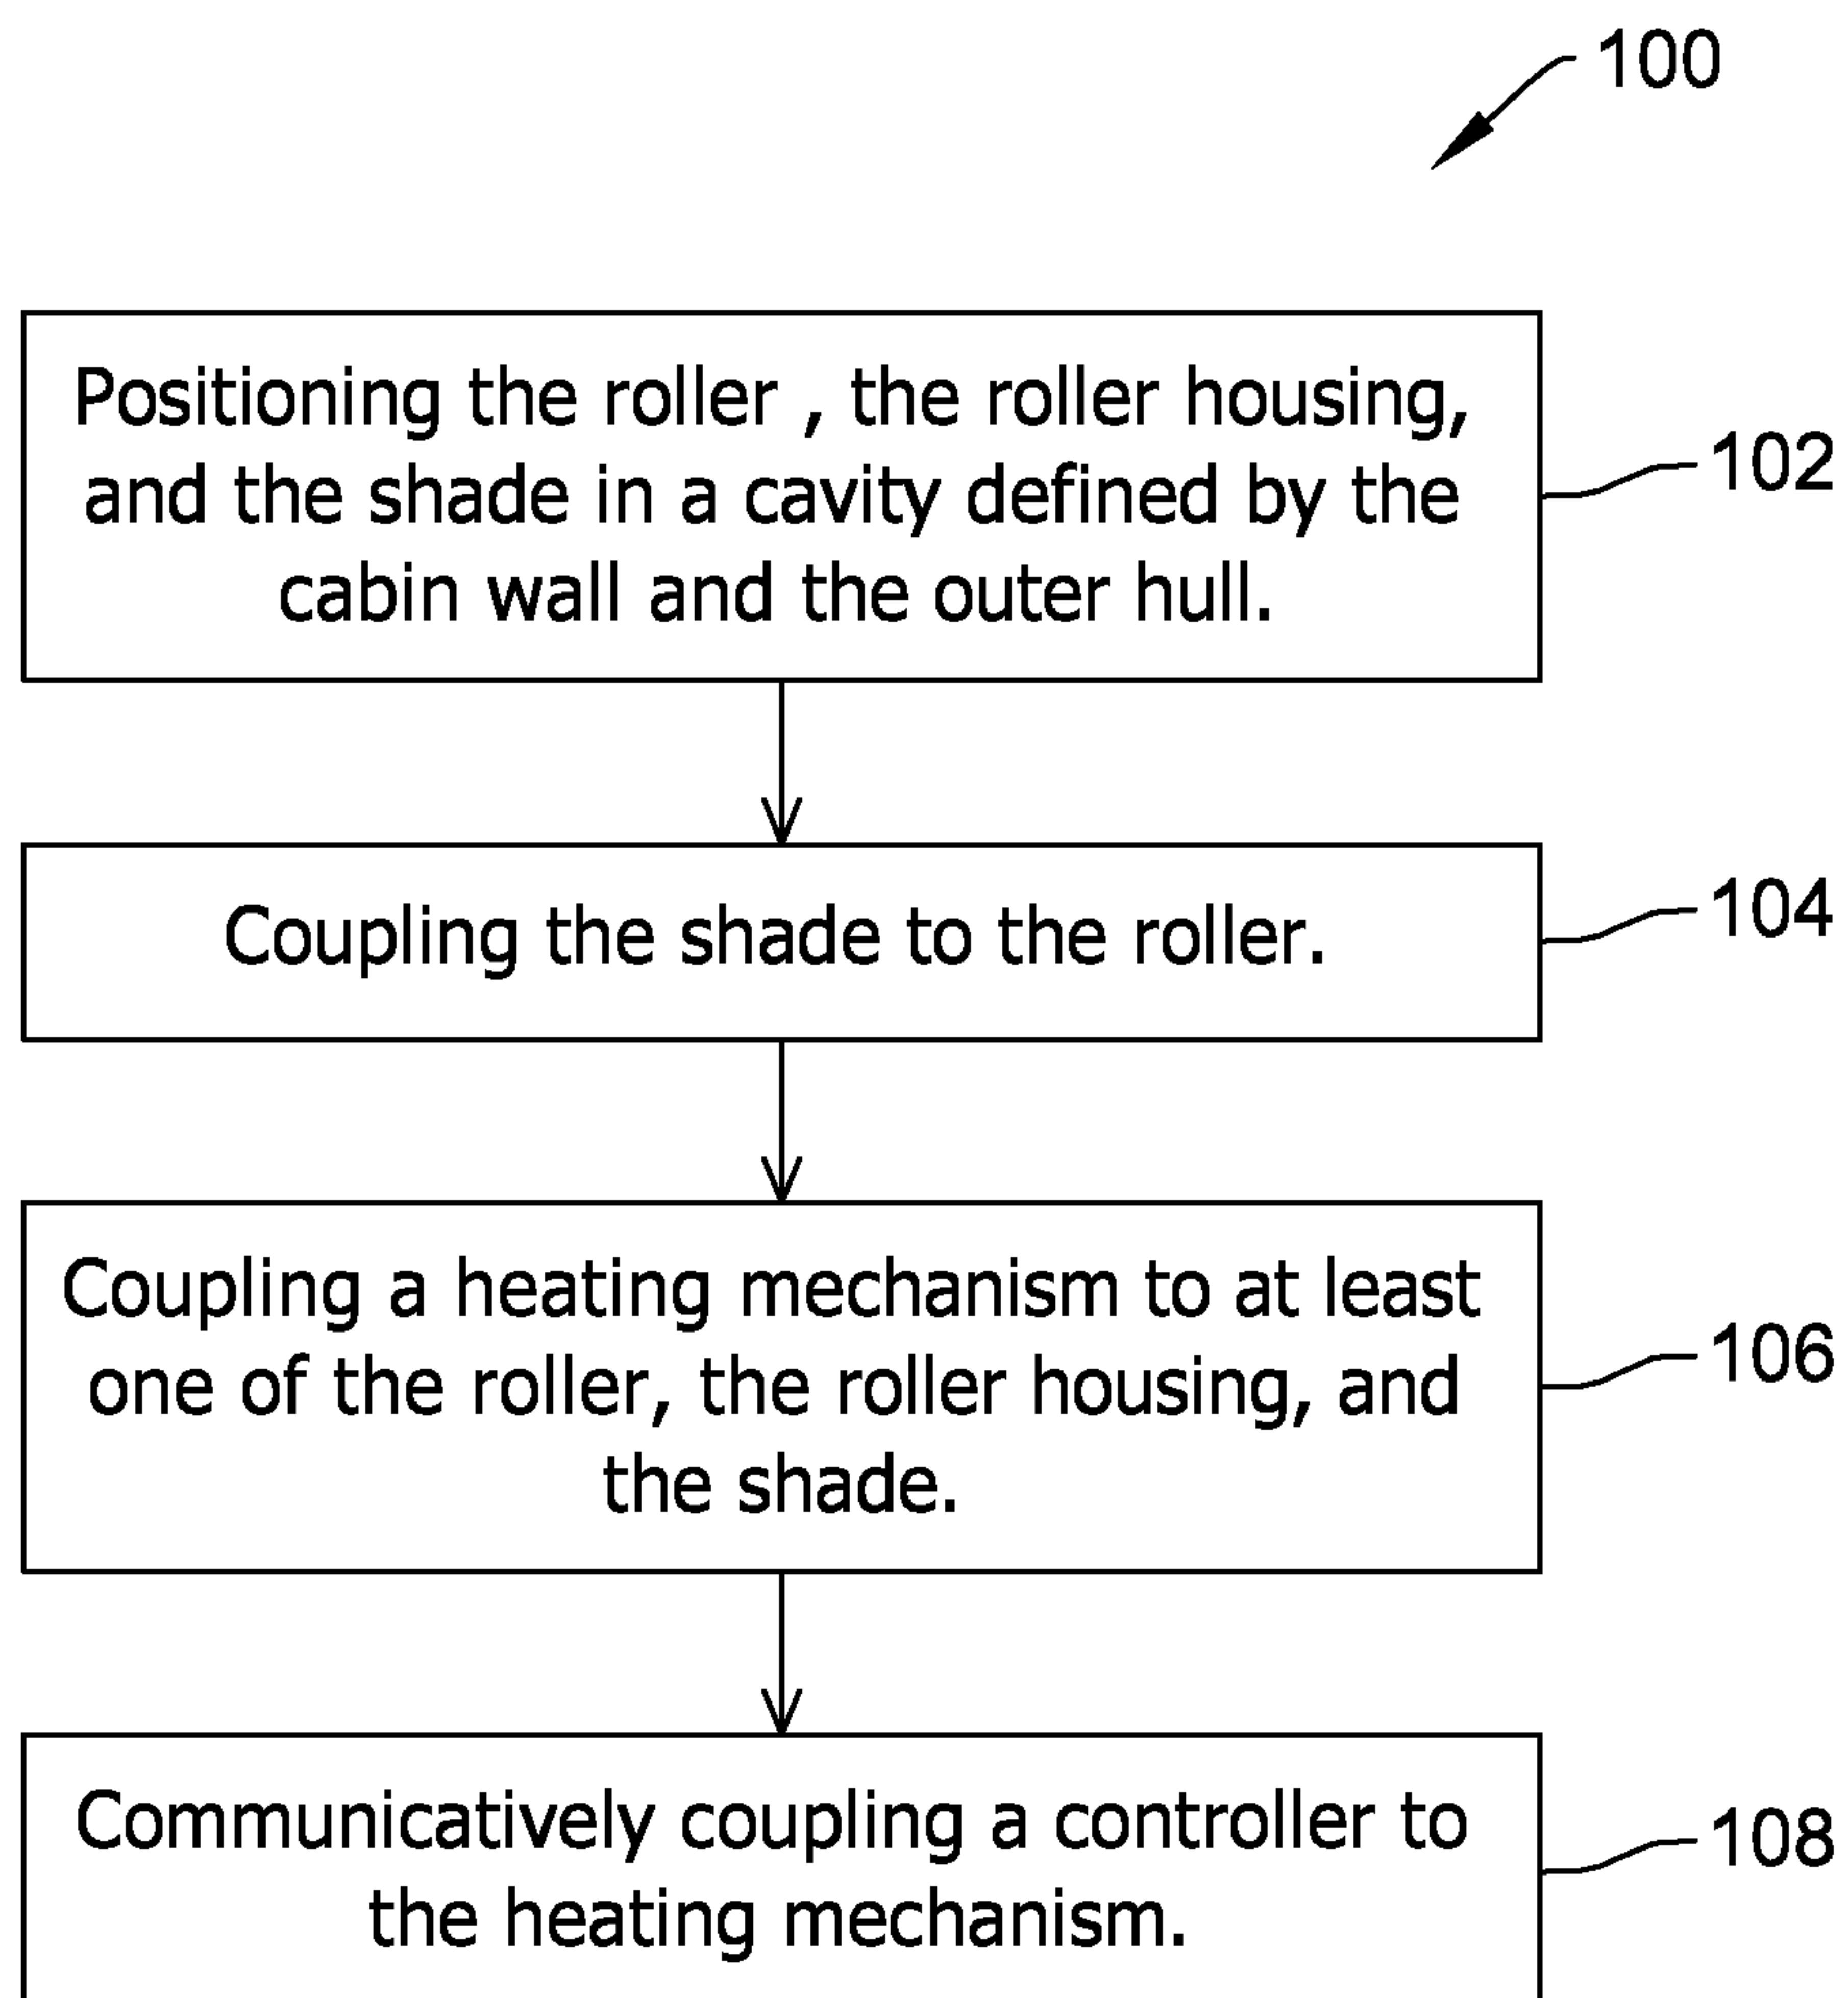 100
Positioning the roller , the roller housing,
and the shade in a cavity defined by the
cabin wall and the outer hull.
102
Coupling the shade to the roller.
104
Coupling a heating mechanism to at least
one of the roller, the roller housing, and
the shade.
106
Communicatively coupling a controller to
the heating mechanism.
108